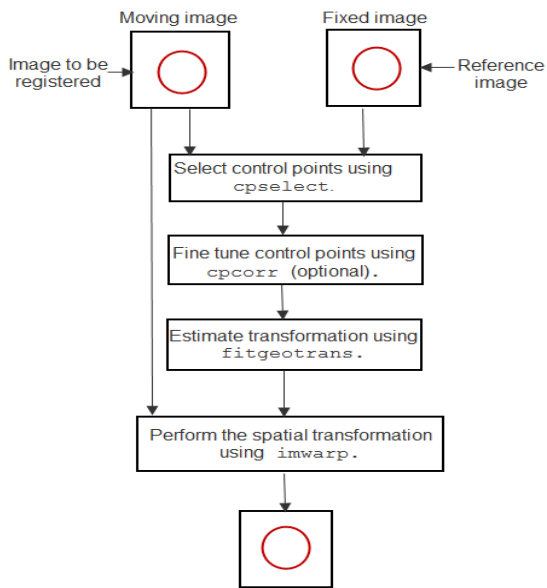 Moving image
Fixed image
Image to be
registered
Reference
image
Select control points using
cpselect.
Fine tune control points using
cpcorr (optional).
Estimate transformation using
fitgeotrans.
Perform the spatial transformation
using imwarp.